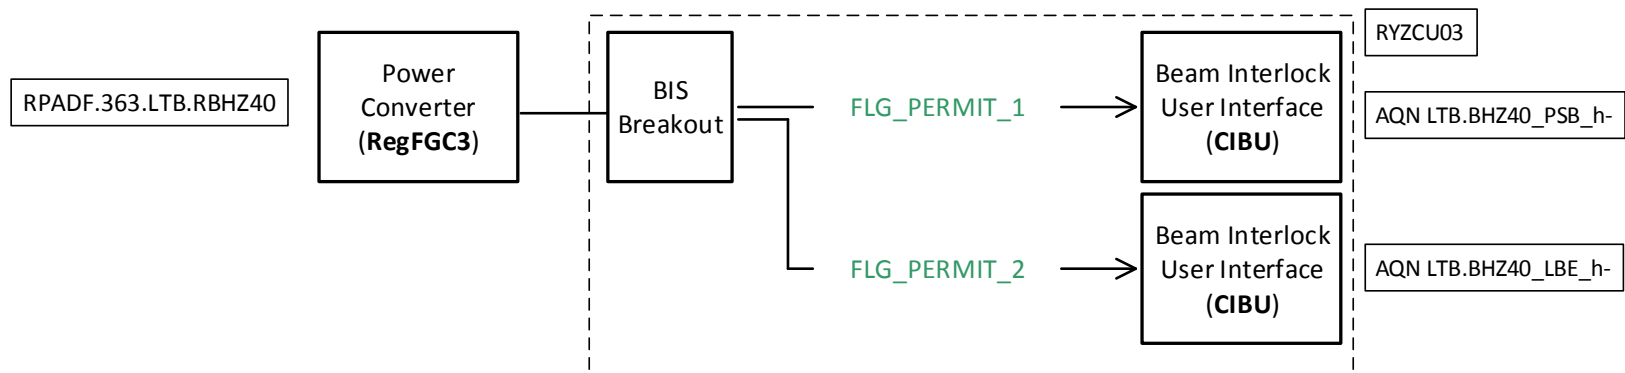 RPADF.363.LTB.RBHZ40
Power
Converter
(RegFGC3)
BIS
Breakout
FLG_PERMIT_1
Beam Interlock
User Interface
(CIBU)
RYZCU03
AQN LTB.BHZ40_PSB_h-
FLG_PERMIT_2
Beam Interlock
User Interface
(CIBU)
AQN LTB.BHZ40_LBE_h-